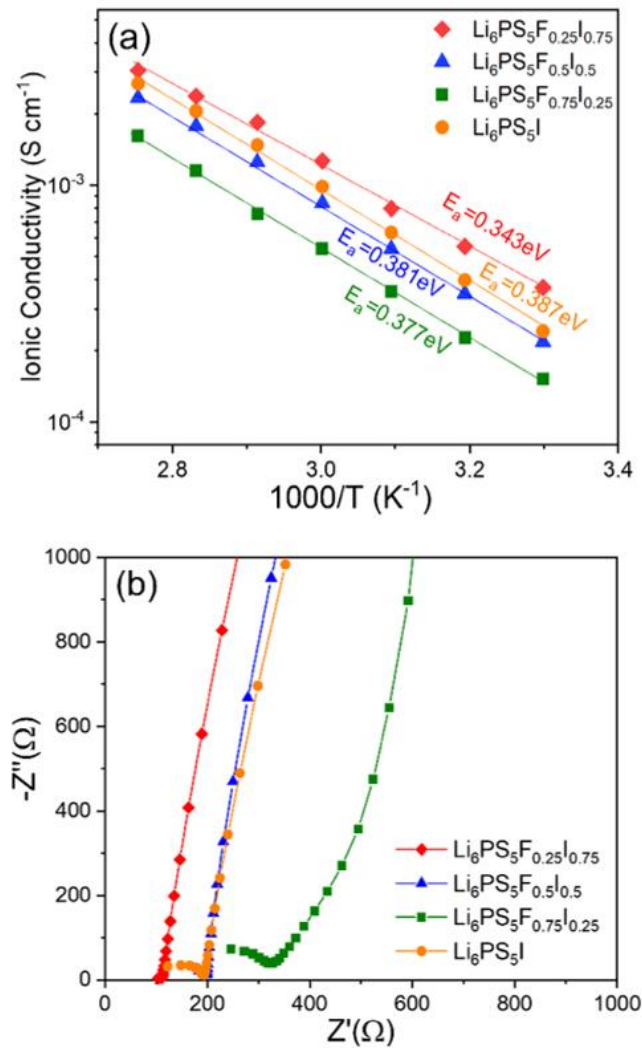 (a)
Li₆PS₅F₀.₂₅I₀.₇₅
Li₆PS₅F₀.₅I₀.₅
Li₆PS₅F₀.₇₅I₀.₂₅
Li₆PS₅I
Ionic Conductivity (S cm⁻¹)
10⁻³
10⁻⁴
Eₐ=0.343eV
Eₐ=0.381eV
Eₐ=0.387eV
Eₐ=0.377eV
2.8 3.0 3.2 3.4
1000/T (K⁻¹)
(b)
-Z''(Ω)
1000
800
600
400
200
0
Li₆PS₅F₀.₂₅I₀.₇₅
Li₆PS₅F₀.₅I₀.₅
Li₆PS₅F₀.₇₅I₀.₂₅
Li₆PS₅I
0 200 400 600 800 1000
Z'(Ω)